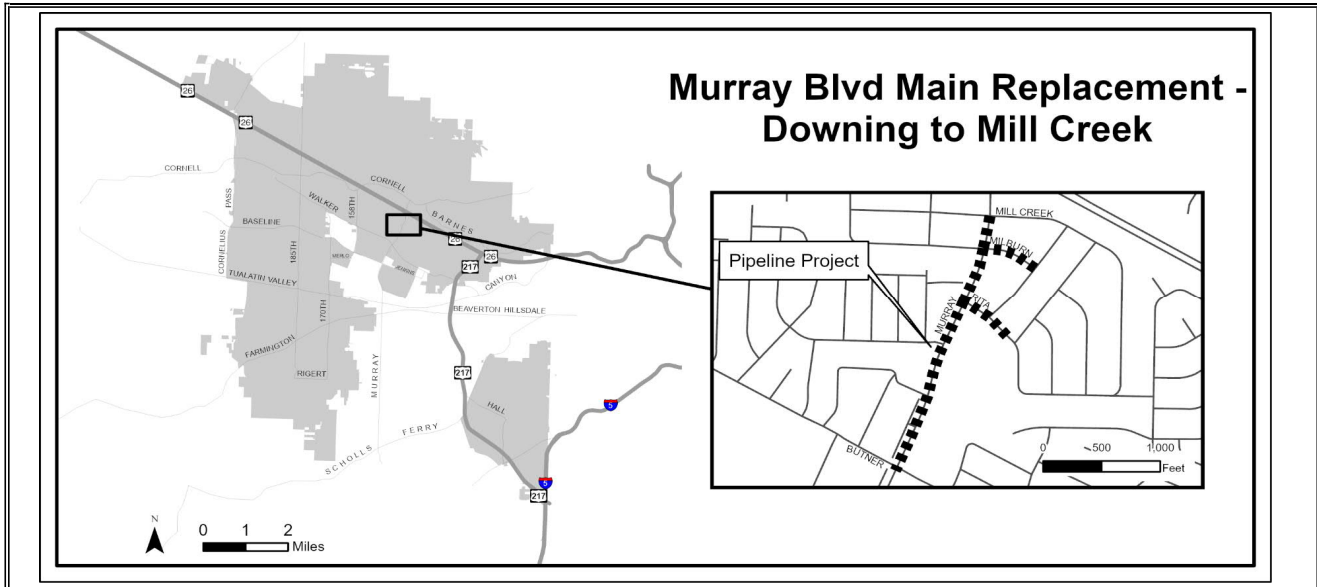 Murray Blvd Main Replacement -
Downing to Mill Creek
26
26
CORNELL
CORNELL
PASS
WALKER
158TH
BARNES
BASELINE
26
26
CORNELIUS
185TH
MERLO
JENKINS
217
CANYON
TUALATIN VALLEY
170TH
BEAVERTON HILLSDALE
FARMINGTON
RIGERT
MURRAY
217
HALL
5
SCHOLLS FERRY
5
217
N
0 1 2
Miles
MILL CREEK
MILBURN
Pipeline Project
RITA
MURRAY
BUTNER
0 500 1,000
Feet